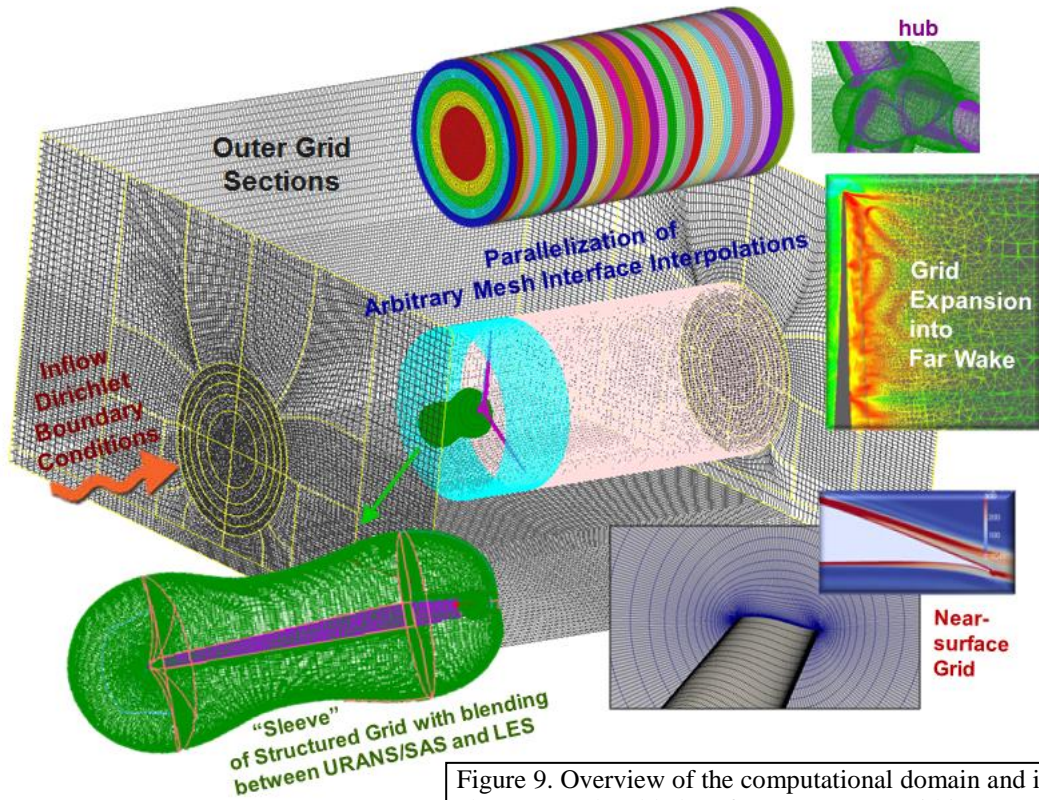 hub
Outer Grid
Sections
Parallelization of
Arbitrary Mesh Interface Interpolations
Grid
Expansion
into
Far Wake
Inflow
Dirichlet
Boundary
Conditions
Near-
surface
Grid
“Sleeve”
of Structured Grid with blending
between URANS/SAS and LES
Figure 9. Overview of the computational domain and i